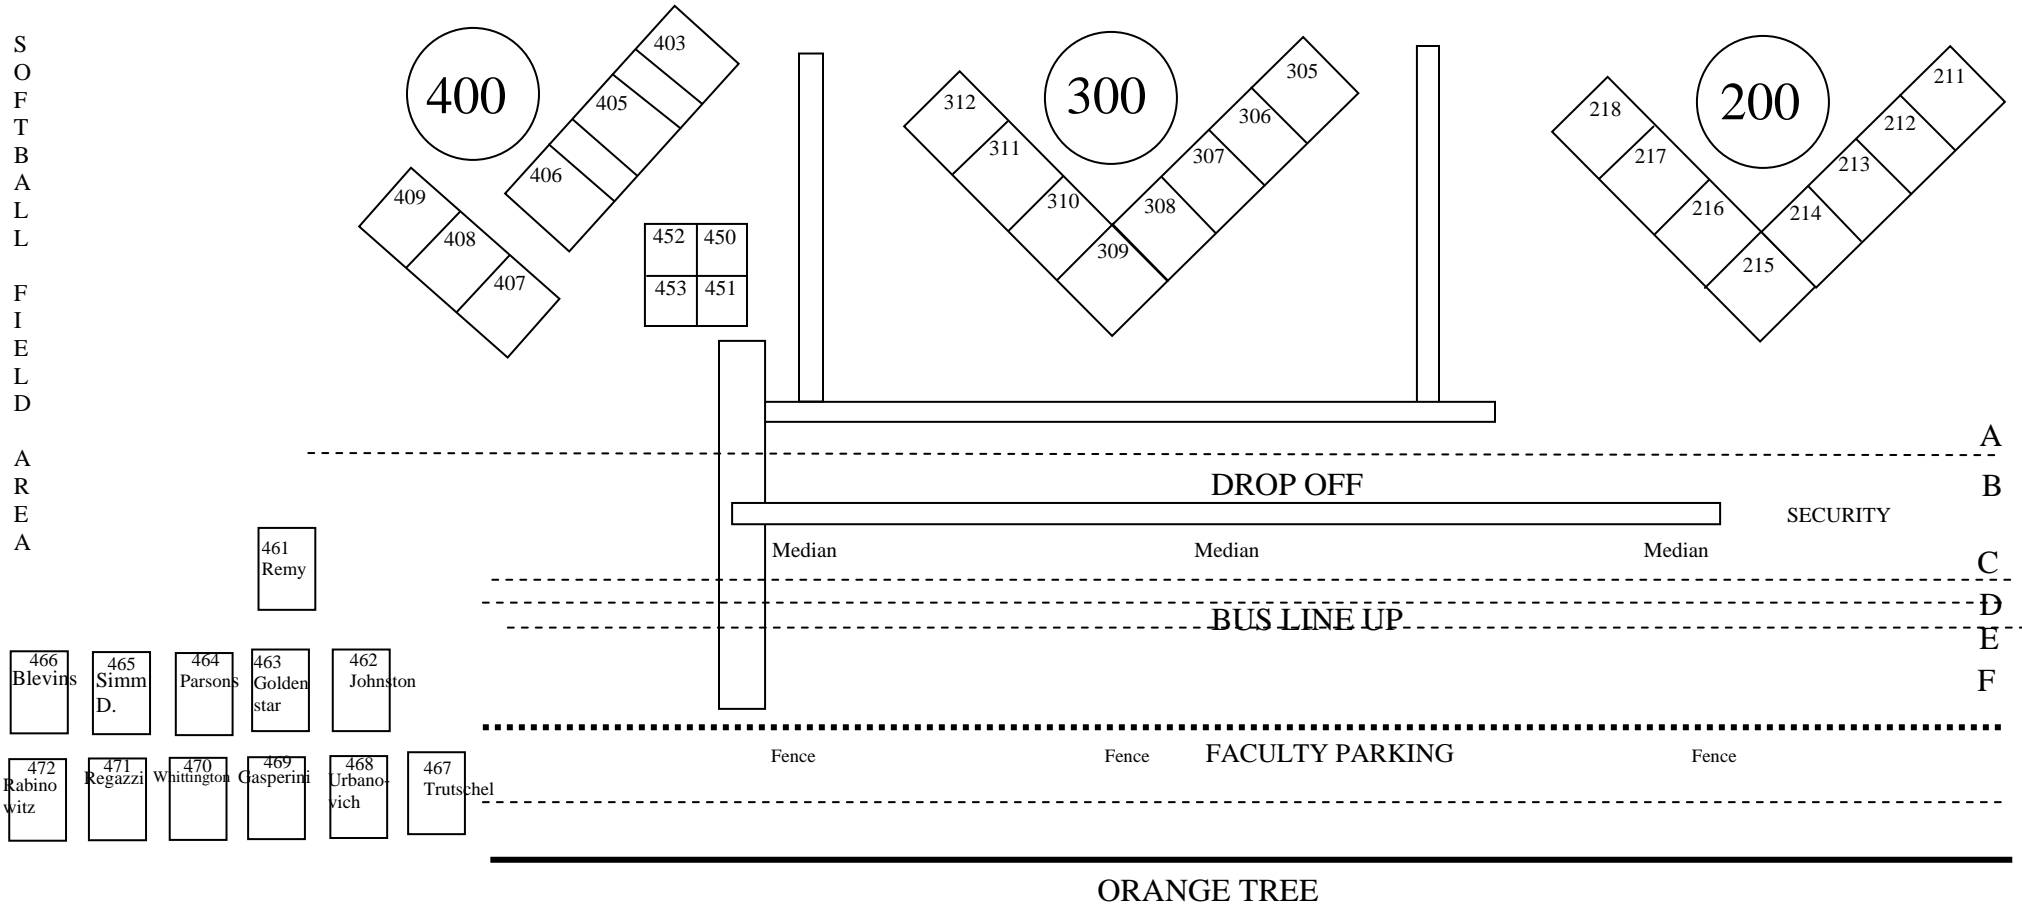 SOFTBALL FIELD AREA
400
403
405
406
409
408
407
452 450
453 451
300
312
311
310
309
305
306
307
308
200
218
217
216
215
211
212
213
214
A
DROP OFF
B
SECURITY
Median Median Median
C
D
BUS LINE UP
E
F
461
Remy
466
Blevins
465
Simm
D.
464
Parsons
463
Golden
star
462
Johnston
Fence Fence FACULTY PARKING Fence
472
Rabino
witz
471
Regazzi
470
Whittington
469
Gasperini
468
Urbano-
vich
467
Trutschel
ORANGE TREE